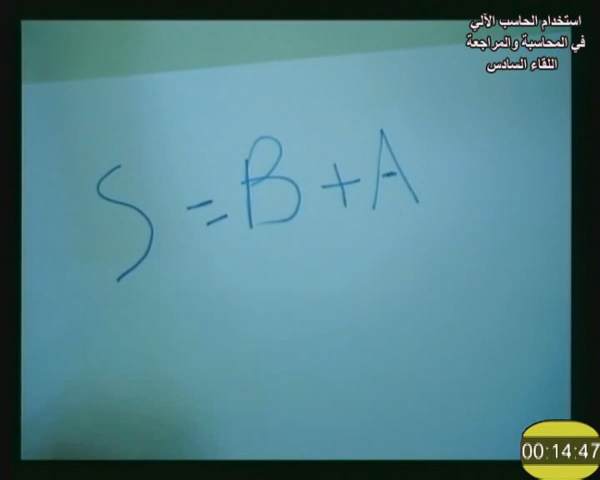 استخدام الحاسب الآلي
في المحاسبة والمراجعة
اللقاء السادس
S = B + A
00:14:47